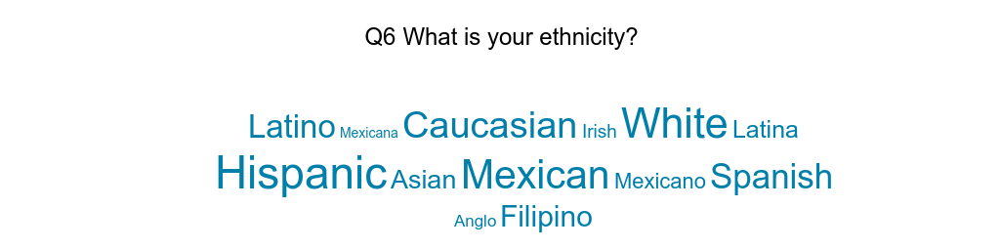 Q6 What is your ethnicity?
Latino Mexicana Caucasian Irish White Latina
Hispanic Asian Mexican Mexicano Spanish
Anglo Filipino